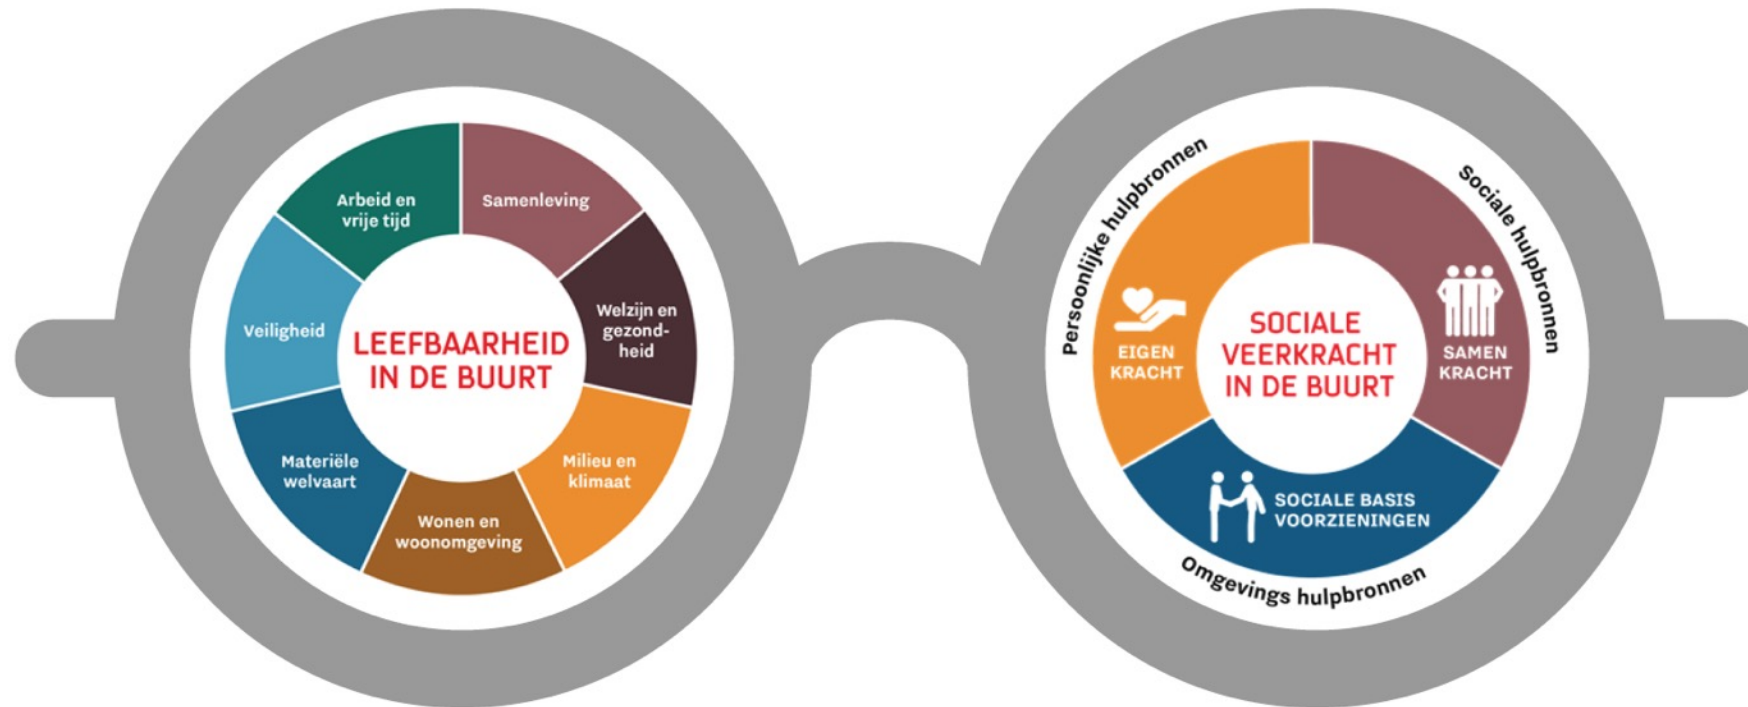 LEEFBAARHEID
IN DE BUURT
Samenleving
Welzijn en
gezond-
heid
Milieu en
klimaat
Wonen en
woonomgeving
Materiële
welvaart
Veiligheid
Arbeid en
vrije tijd
SOCIALE
VEERKRACHT
IN DE BUURT
Persoonlijke hulpbronnen
EIGEN
KRACHT
Sociale hulpbronnen
SAMEN
KRACHT
SOCIALE BASIS
VOORZIENINGEN
Omgevings hulpbronnen